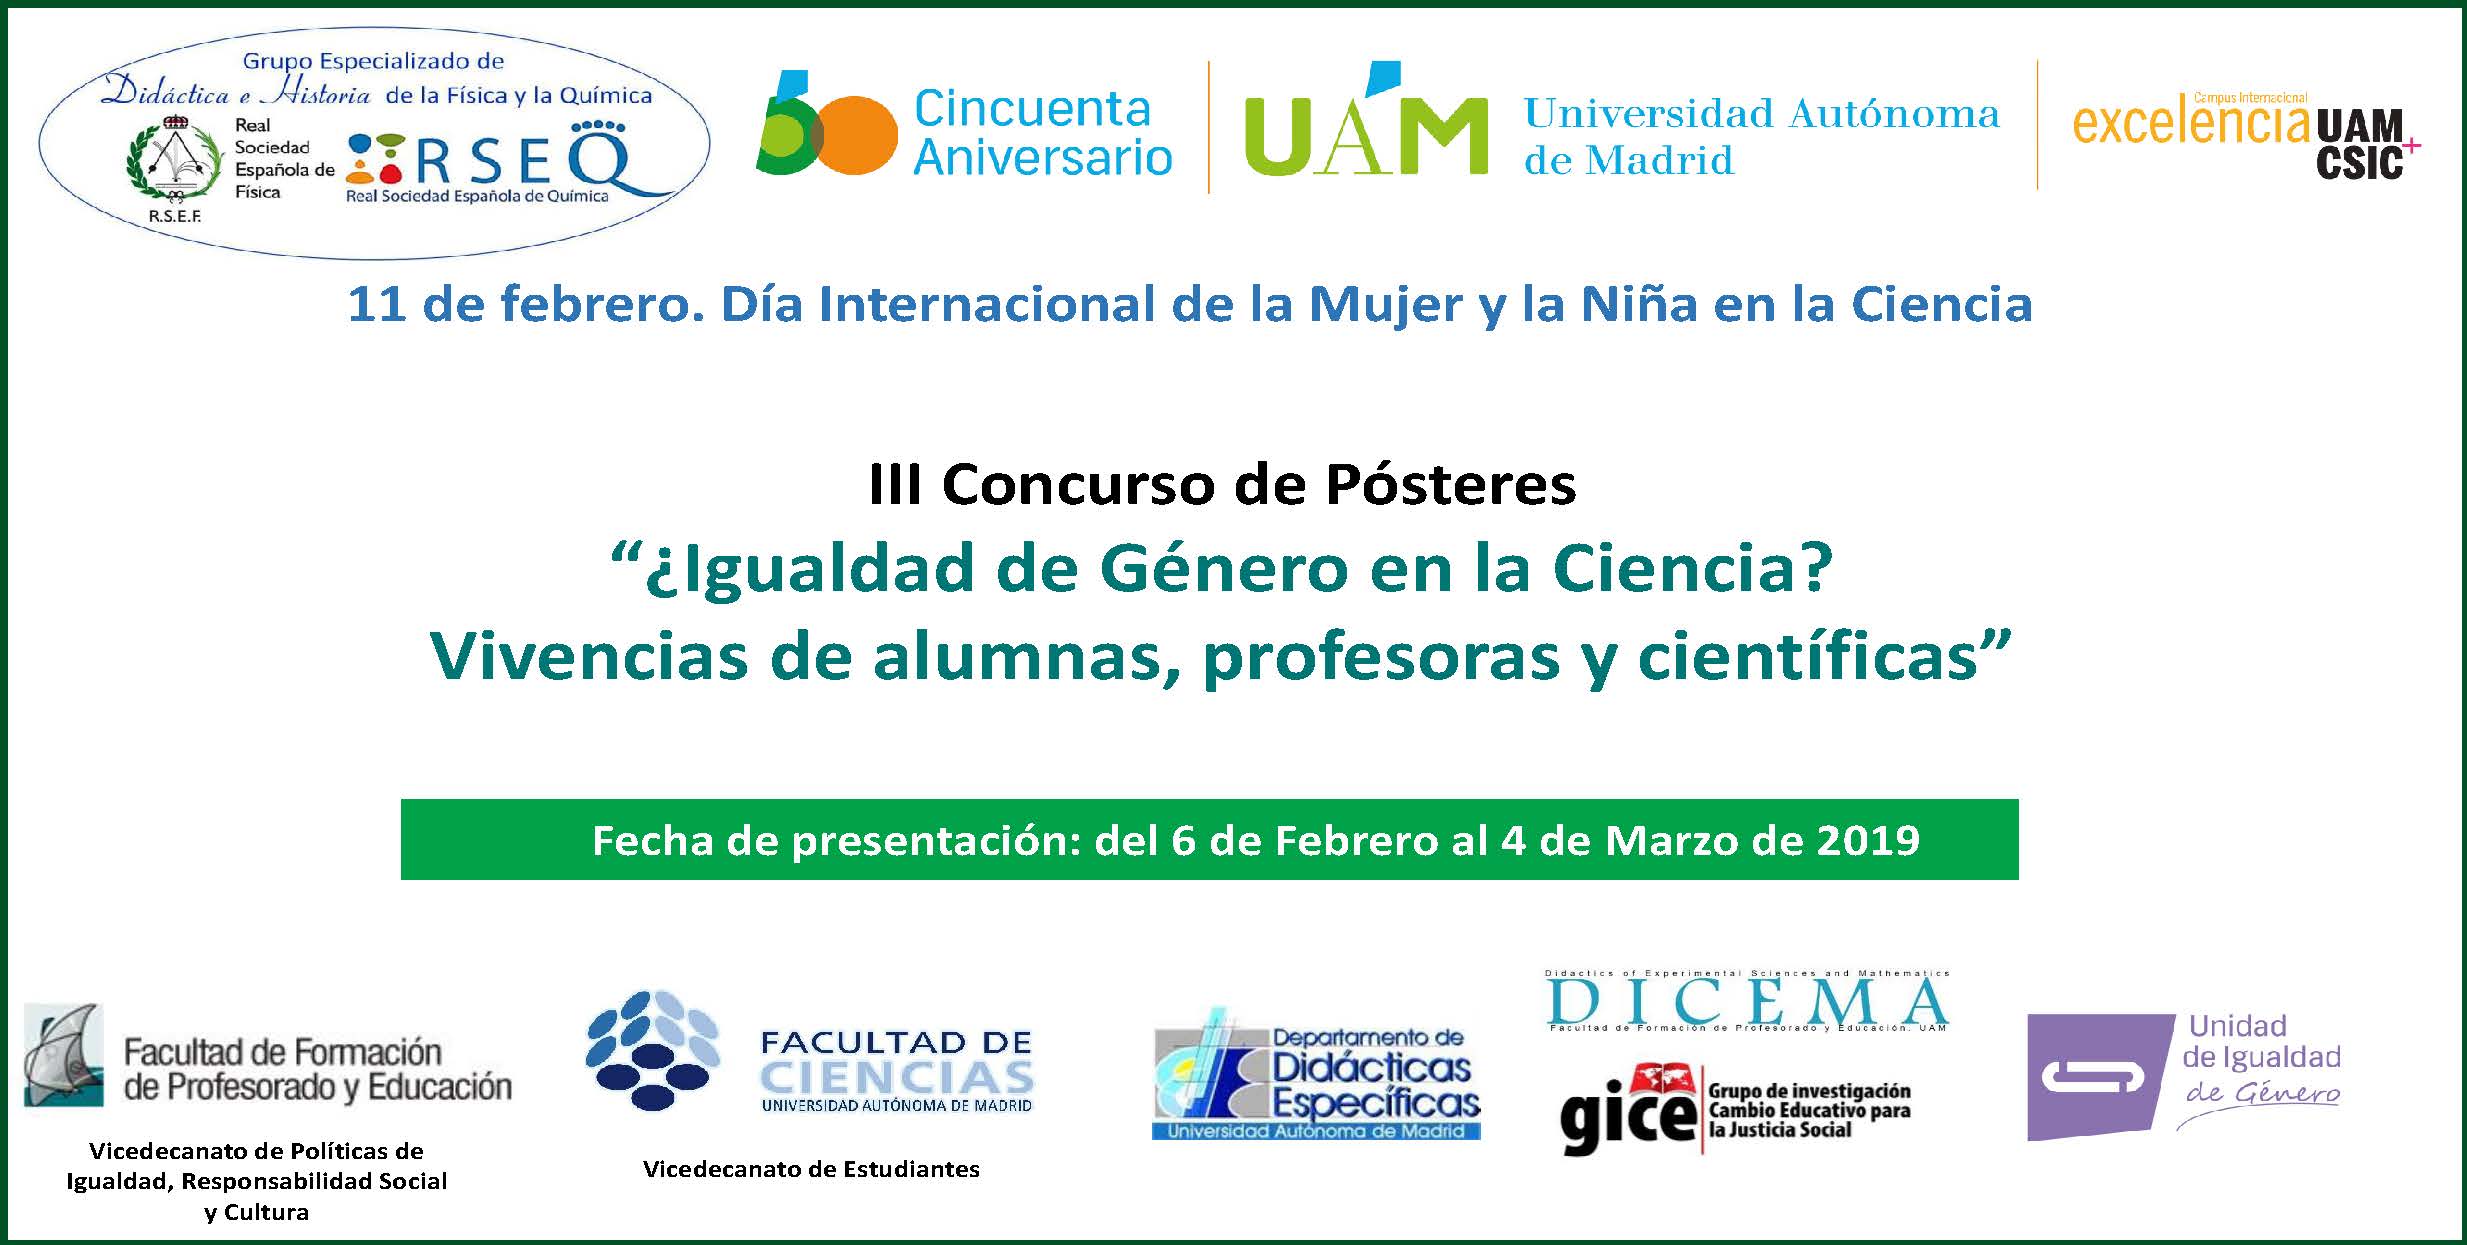 Grupo Especializado de
Didáctica e Historia de la Física y la Química
Real
Sociedad
Española de
Física
R.S.E.F.
RSEQ
Real Sociedad Española de Química
50 Cincuenta
Aniversario
UAM
Universidad Autónoma
de Madrid
Campus Internacional
excelencia UAM
CSIC+
11 de febrero. Día Internacional de la Mujer y la Niña en la Ciencia
III Concurso de Pósteres
“¿Igualdad de Género en la Ciencia?
Vivencias de alumnas, profesoras y científicas”
Fecha de presentación: del 6 de Febrero al 4 de Marzo de 2019
Facultad de Formación
de Profesorado y Educación
Vicedecanato de Políticas de
Igualdad, Responsabilidad Social
y Cultura
FACULTAD DE
CIENCIAS
UNIVERSIDAD AUTÓNOMA DE MADRID
Vicedecanato de Estudiantes
Departamento de
Didácticas
Específicas
Universidad Autónoma de Madrid
Didactics of Experimental Sciences and Mathematics
DICEMA
Facultad de Formación de Profesorado y Educación. UAM
gice
Grupo de investigación
Cambio Educativo para
la Justicia Social
Unidad
de Igualdad
de Género